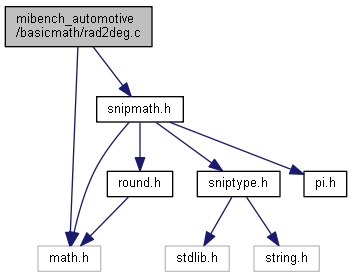 mibench_automotive
/basicmath/rad2deg.c
snipmath.h
round.h
sniptype.h
pi.h
math.h
stdlib.h
string.h